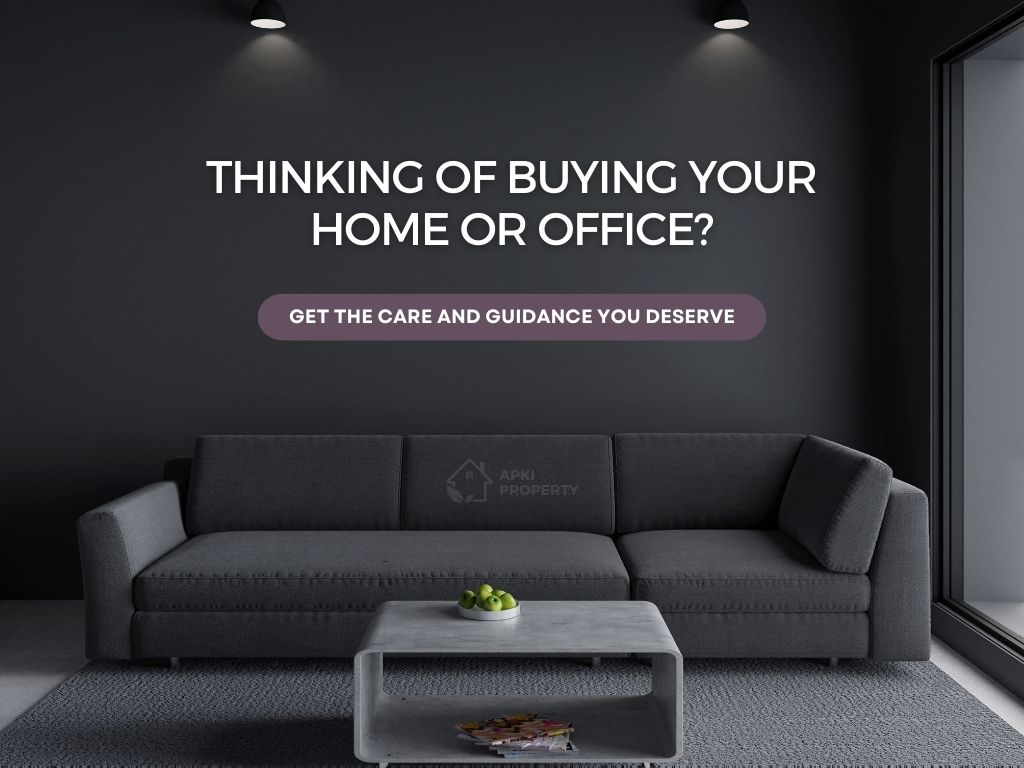 THINKING OF BUYING YOUR
HOME OR OFFICE?
GET THE CARE AND GUIDANCE YOU DESERVE
APKI
PROPERTY